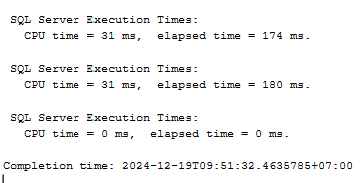 SQL Server Execution Times:
CPU time = 31 ms,  elapsed time = 174 ms.
SQL Server Execution Times:
CPU time = 31 ms,  elapsed time = 180 ms.
SQL Server Execution Times:
CPU time = 0 ms,  elapsed time = 0 ms.
Completion time: 2024-12-19T09:51:32.4635785+07:00